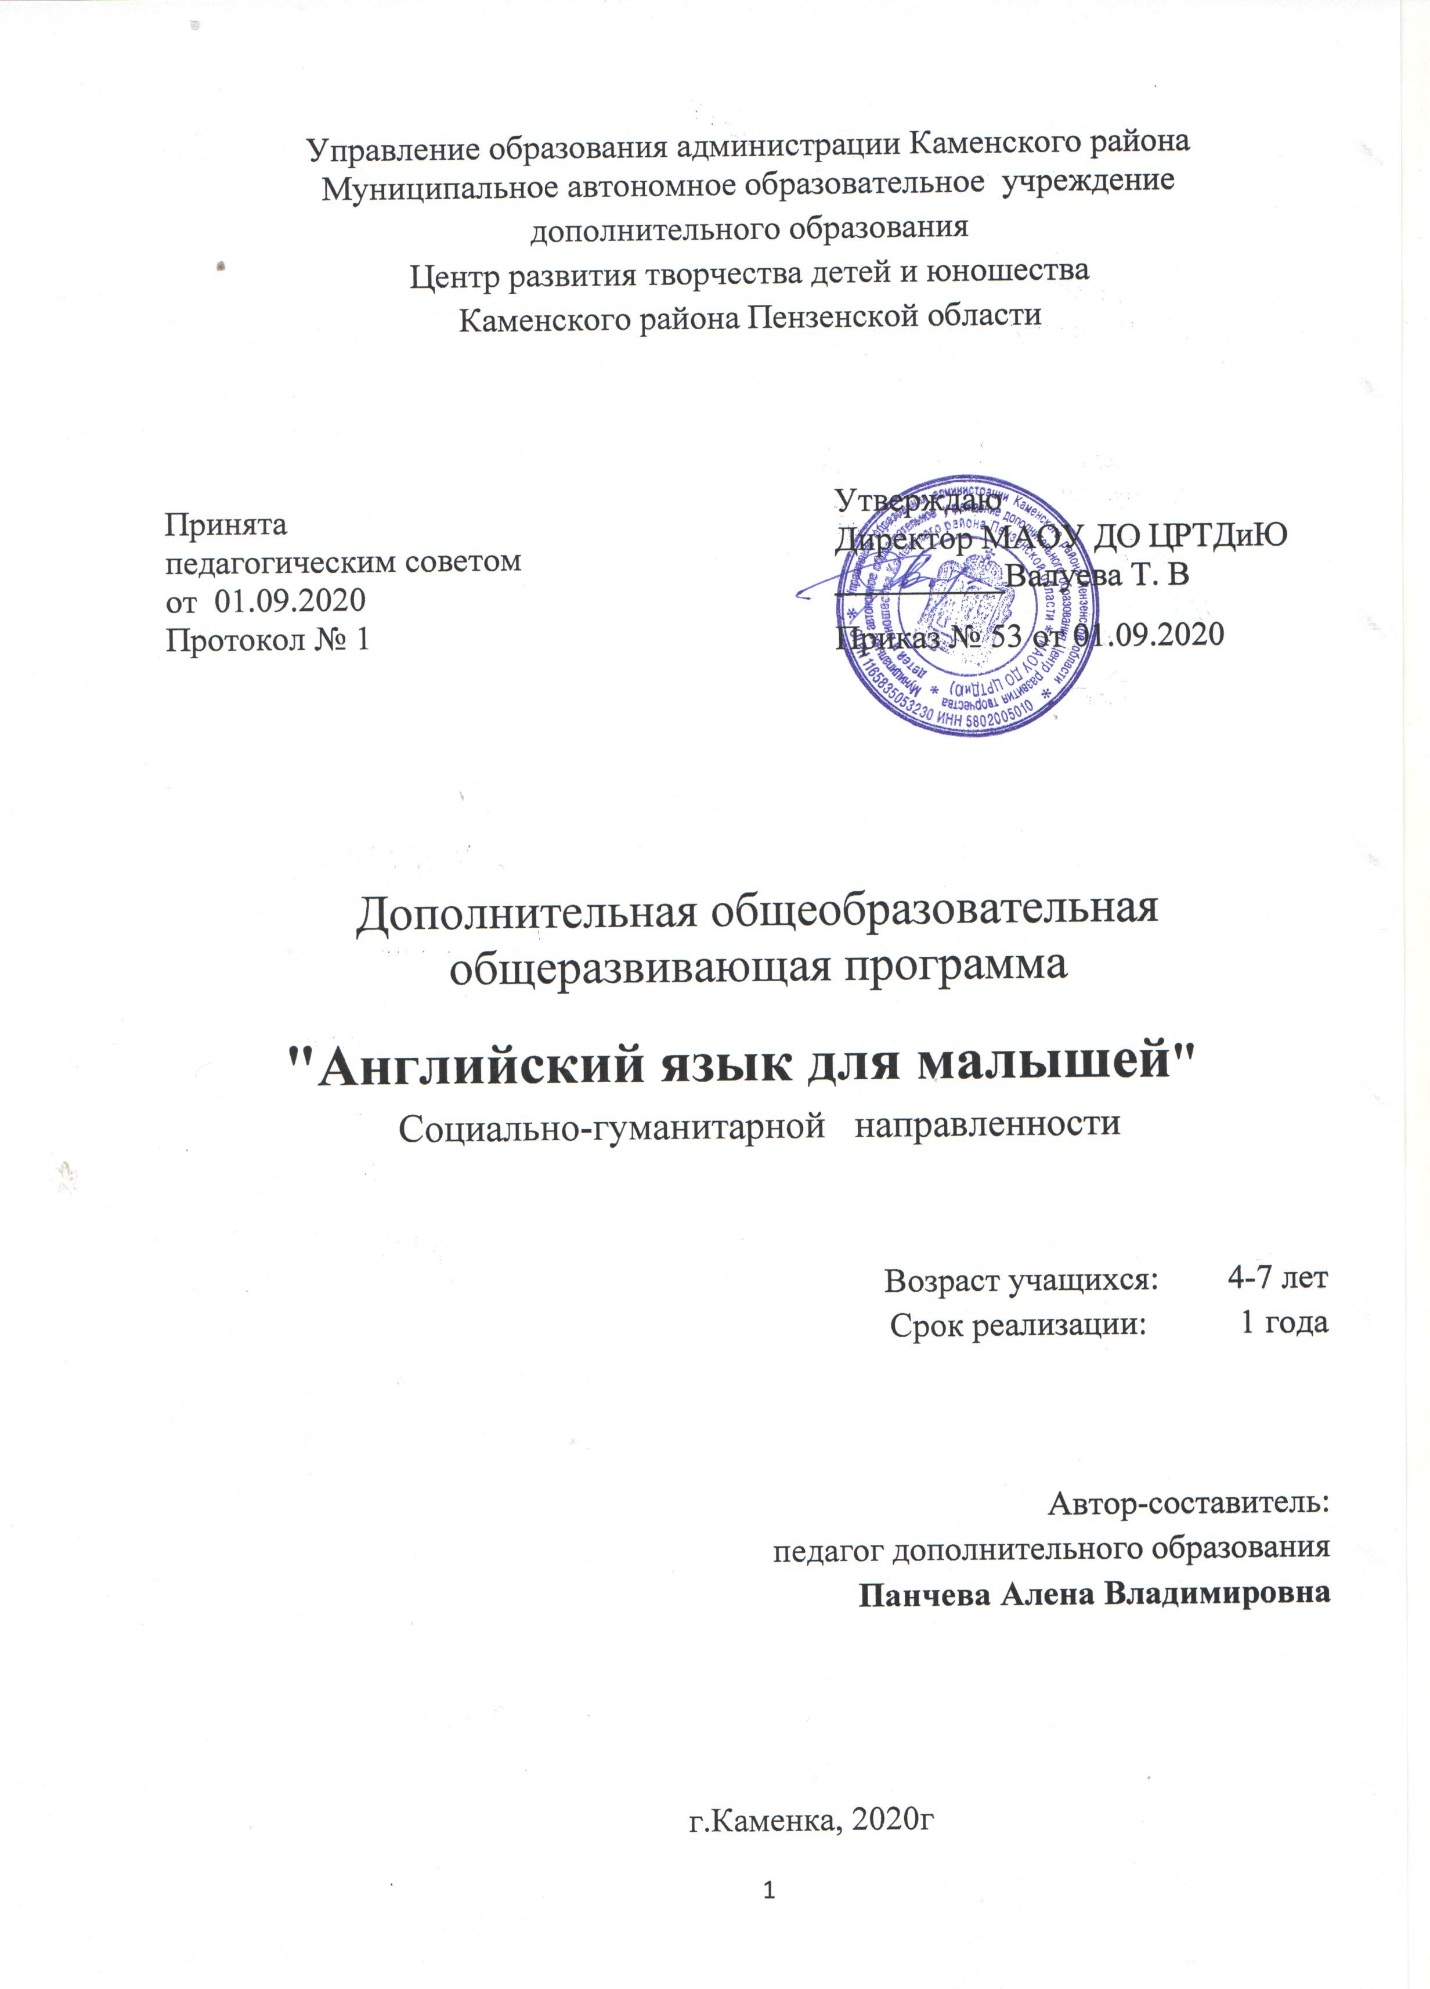 Управление образования администрации Каменского района
Муниципальное автономное образовательное учреждение
дополнительного образования
Центр развития творчества детей и юношества
Каменского района Пензенской области
Принята
педагогическим советом
от 01.09.2020
Протокол № 1
Утверждаю
Директор МАОУ ДО ЦРТДиЮ
Валуева Т. В
Приказ № 53 от 01.09.2020
1165835053230 ИНН 5802005010
Дополнительная общеобразовательная
общеразвивающая программа
"Английский язык для малышей"
Социально-гуманитарной направленности
Возраст учащихся: 4-7 лет
Срок реализации: 1 года
Автор-составитель:
педагог дополнительного образования
Панчева Алена Владимировна
г.Каменка, 2020г
1